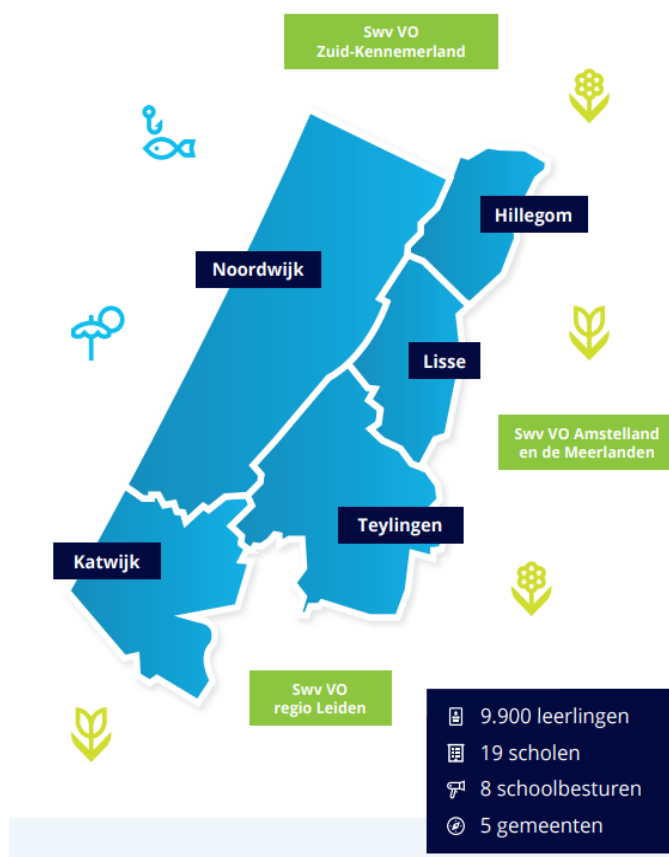 Swv VO
Zuid-Kennemerland
Hillegom
Noordwijk
Lisse
Swv VO Amstelland
en de Meerlanden
Teylingen
Katwijk
Swv VO
regio Leiden
9.900 leerlingen
19 scholen
8 schoolbesturen
5 gemeenten